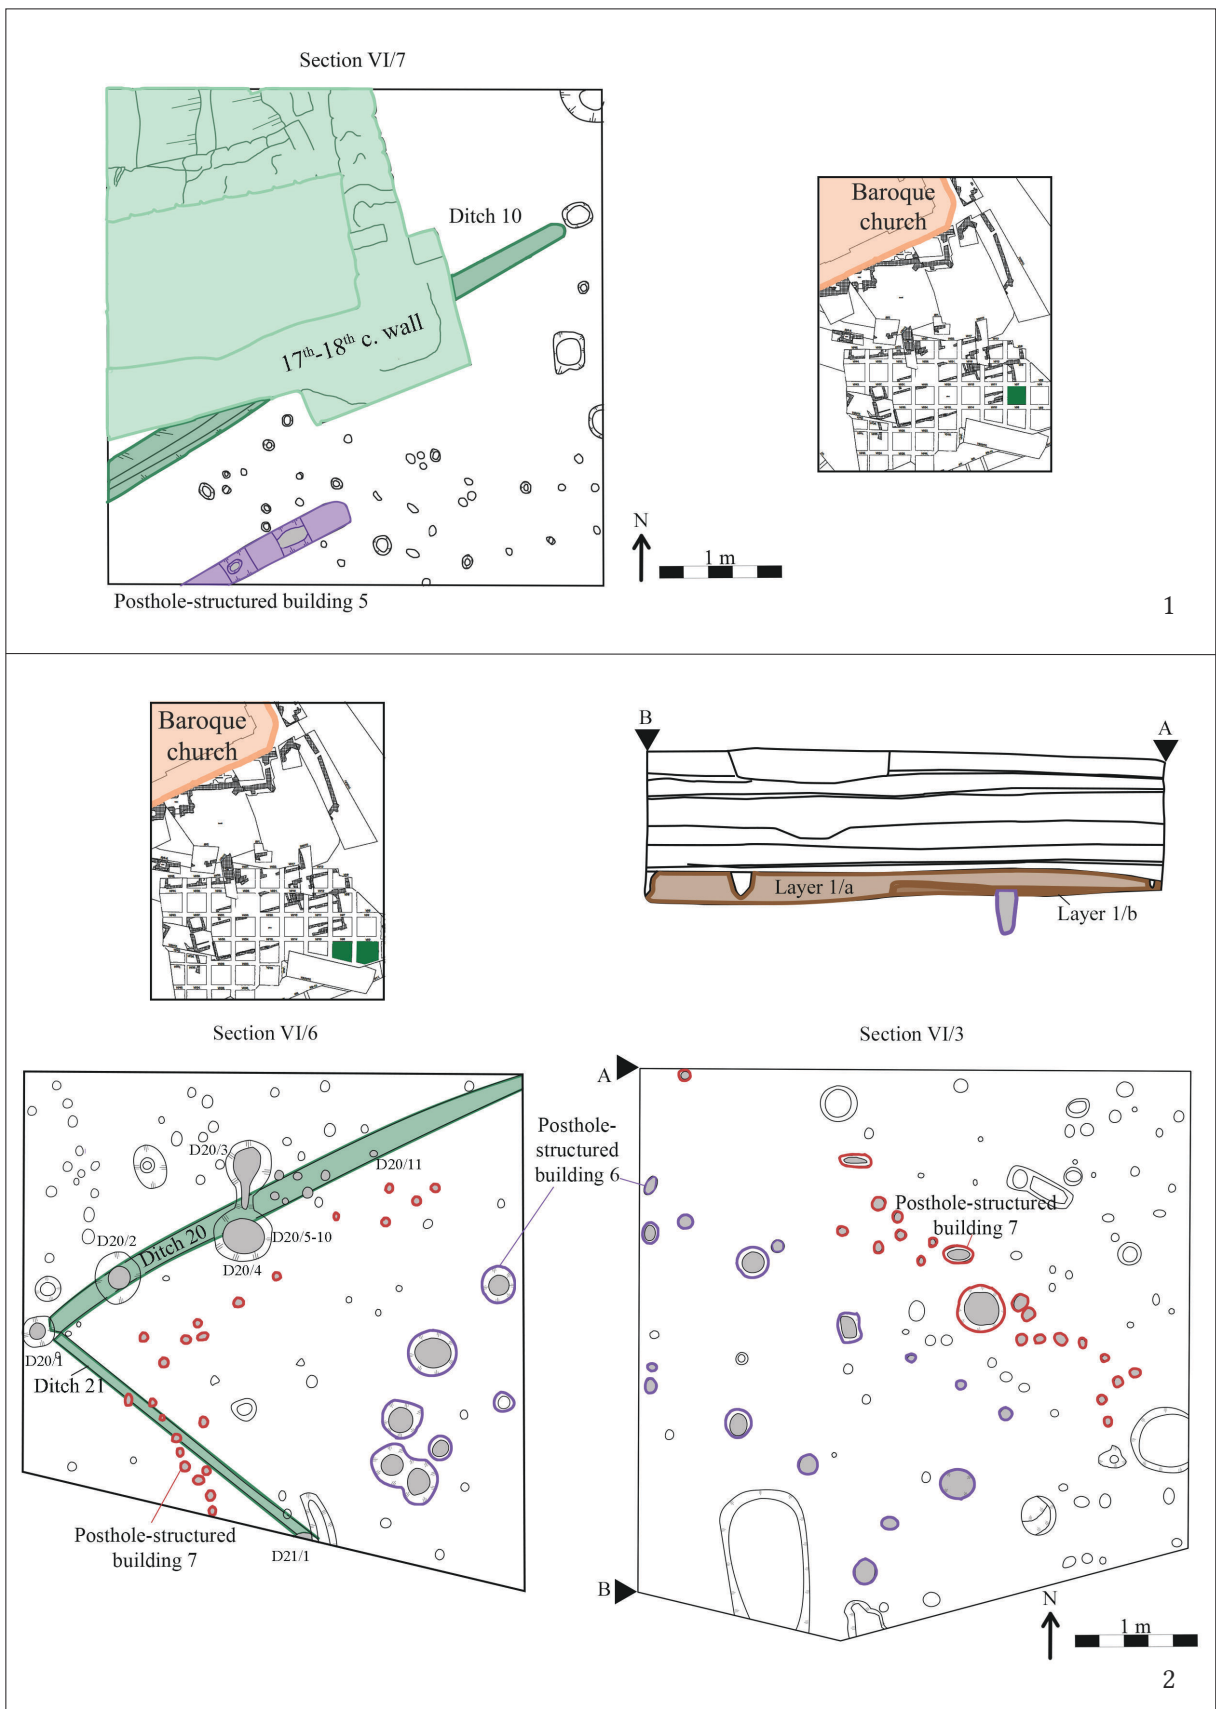 Section VI/7
Ditch 10
17th-18th c. wall
Posthole-structured building 5
Baroque
church
N
1 m
1
Baroque
church
B
A
Layer 1/a
Layer 1/b
Section VI/6
Section VI/3
D20/3
D20/11
D20/2
Ditch 20
D20/5-10
D20/4
D20/1
Ditch 21
Posthole-
structured
building 6
Posthole-structured
building 7
D21/1
A
Posthole-structured
building 7
B
N
1 m
2